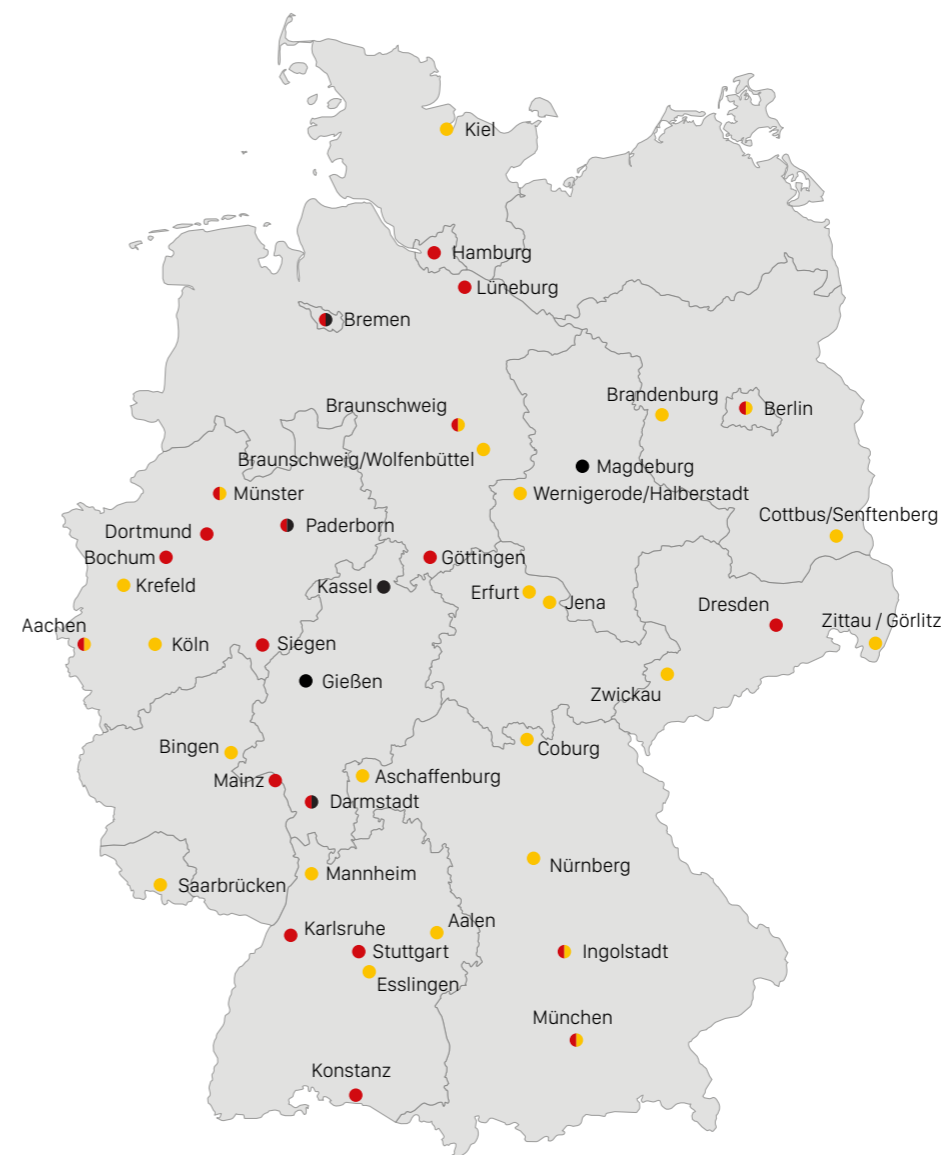 Kiel
Hamburg
Lüneburg
Bremen
Brandenburg
Braunschweig
Berlin
Braunschweig/Wolfenbüttel
Magdeburg
Münster
Wernigerode/Halberstadt
Cottbus/Senftenberg
Paderborn
Dortmund
Bochum
Göttingen
Krefeld
Kassel
Erfurt
Jena
Dresden
Aachen
Zittau / Görlitz
Köln
Siegen
Gießen
Zwickau
Bingen
Coburg
Mainz
Aschaffenburg
Darmstadt
Nürnberg
Mannheim
Saarbrücken
Aalen
Karlsruhe
Stuttgart
Ingolstadt
Esslingen
München
Konstanz